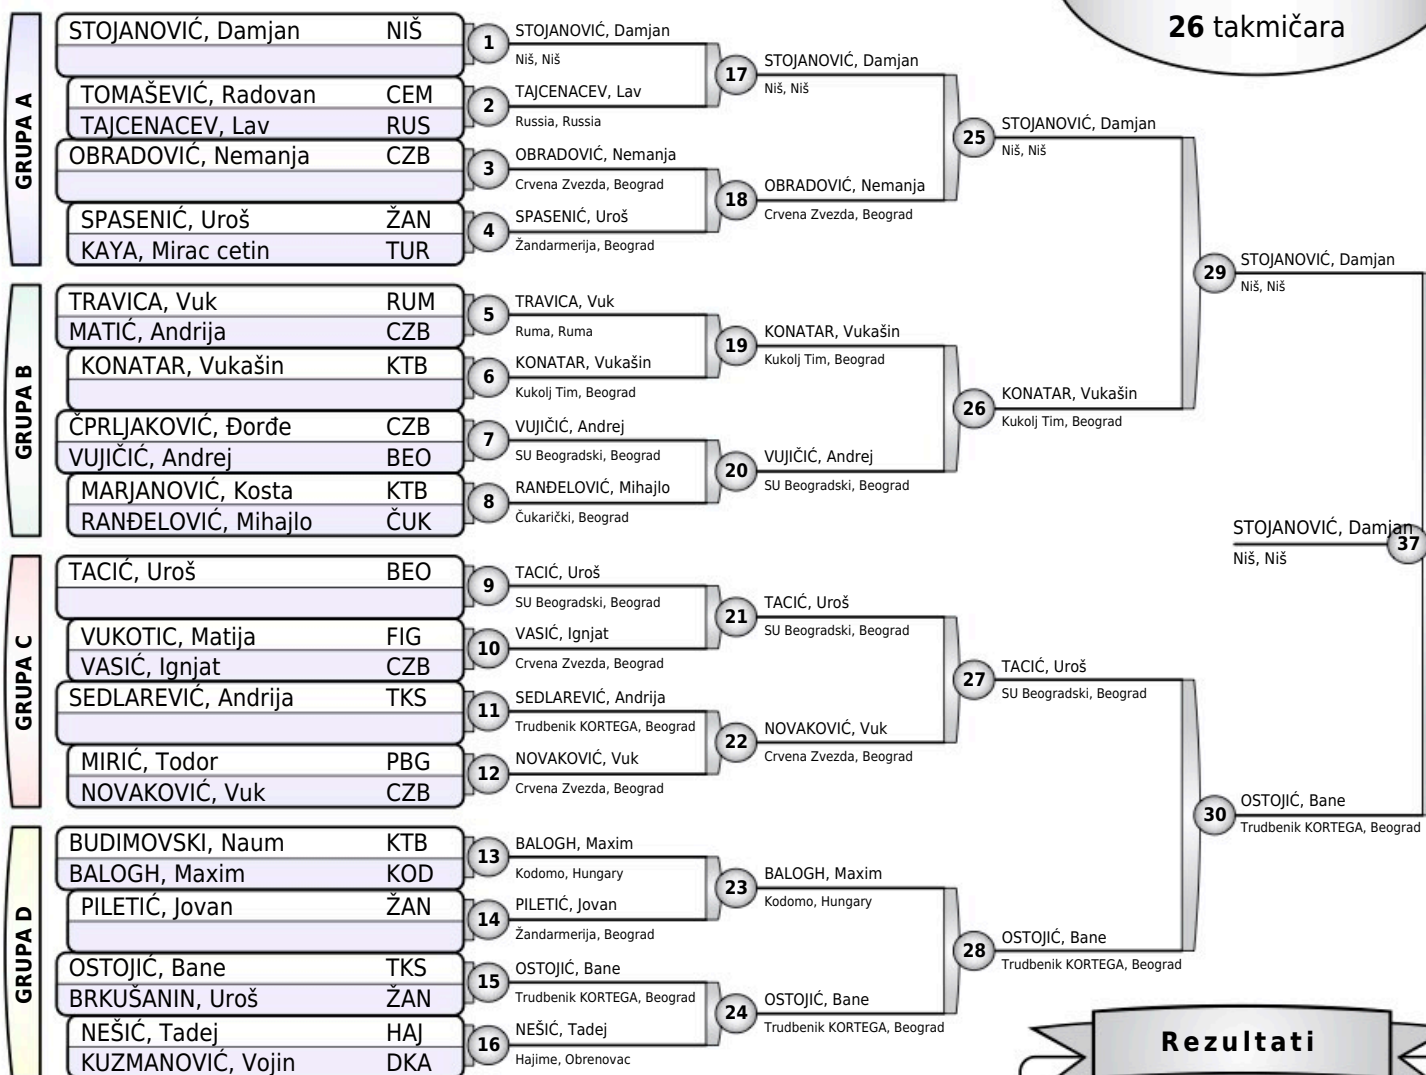 26 takmičara
GRUPA A
STOJANOVIĆ, Damjan NIŠ
TOMAŠEVIĆ, Radovan CEM
TAJCENACEV, Lav RUS
OBRADOVIĆ, Nemanja CZB
SPASENIĆ, Uroš ŽAN
KAYA, Mirac cetin TUR
GRUPA B
TRAVICA, Vuk RUM
MATIĆ, Andrija CZB
KONATAR, Vukašin KTB
ČPRLJAKOVIĆ, Đorđe CZB
VUJIČIĆ, Andrej BEO
MARJANOVIĆ, Kosta KTB
RANĐELOVIĆ, Mihajlo ČUK
GRUPA C
TACIĆ, Uroš BEO
VUKOTIC, Matija FIG
VASIĆ, Ignjat CZB
SEDLAREVIĆ, Andrija TKS
MIRIĆ, Todor PBG
NOVAKOVIĆ, Vuk CZB
GRUPA D
BUDIMOVSKI, Naum KTB
BALOGH, Maxim KOD
PILETIĆ, Jovan ŽAN
OSTOJIĆ, Bane TKS
BRKUŠANIN, Uroš ŽAN
NEŠIĆ, Tadej HAJ
KUZMANOVIĆ, Vojin DKA
1 STOJANOVIĆ, Damjan
Niš, Niš
2 TAJCENACEV, Lav
Russia, Russia
3 OBRADOVIĆ, Nemanja
Crvena Zvezda, Beograd
4 SPASENIĆ, Uroš
Žandarmerija, Beograd
5 TRAVICA, Vuk
Ruma, Ruma
6 KONATAR, Vukašin
Kukolj Tim, Beograd
7 VUJIČIĆ, Andrej
SU Beogradski, Beograd
8 RANĐELOVIĆ, Mihajlo
Čukarički, Beograd
9 TACIĆ, Uroš
SU Beogradski, Beograd
10 VASIĆ, Ignjat
Crvena Zvezda, Beograd
11 SEDLAREVIĆ, Andrija
Trudbenik KORTEGA, Beograd
12 NOVAKOVIĆ, Vuk
Crvena Zvezda, Beograd
13 BALOGH, Maxim
Kodomo, Hungary
14 PILETIĆ, Jovan
Žandarmerija, Beograd
15 OSTOJIĆ, Bane
Trudbenik KORTEGA, Beograd
16 NEŠIĆ, Tadej
Hajime, Obrenovac
17 STOJANOVIĆ, Damjan
Niš, Niš
18 OBRADOVIĆ, Nemanja
Crvena Zvezda, Beograd
19 KONATAR, Vukašin
Kukolj Tim, Beograd
20 VUJIČIĆ, Andrej
SU Beogradski, Beograd
21 TACIĆ, Uroš
SU Beogradski, Beograd
22 NOVAKOVIĆ, Vuk
Crvena Zvezda, Beograd
23 BALOGH, Maxim
Kodomo, Hungary
24 OSTOJIĆ, Bane
Trudbenik KORTEGA, Beograd
25 STOJANOVIĆ, Damjan
Niš, Niš
26 KONATAR, Vukašin
Kukolj Tim, Beograd
27 TACIĆ, Uroš
SU Beogradski, Beograd
28 OSTOJIĆ, Bane
Trudbenik KORTEGA, Beograd
29 STOJANOVIĆ, Damjan
Niš, Niš
30 OSTOJIĆ, Bane
Trudbenik KORTEGA, Beograd
STOJANOVIĆ, Damjan 37
Niš, Niš
Rezultati